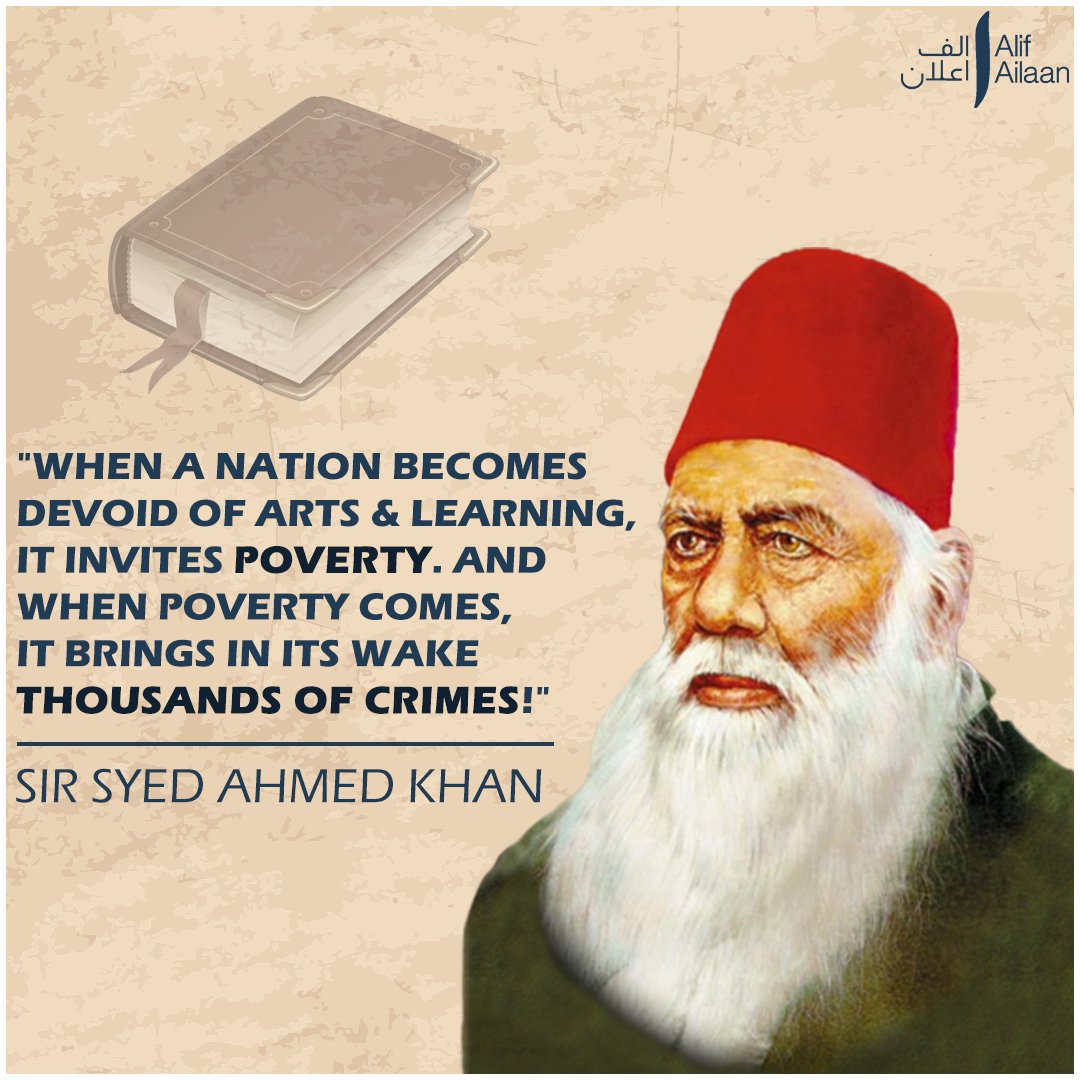 الف
اعلان
Alif
Ailaan
"WHEN A NATION BECOMES
DEVOID OF ARTS & LEARNING,
IT INVITES POVERTY. AND
WHEN POVERTY COMES,
IT BRINGS IN ITS WAKE
THOUSANDS OF CRIMES!"
SIR SYED AHMED KHAN